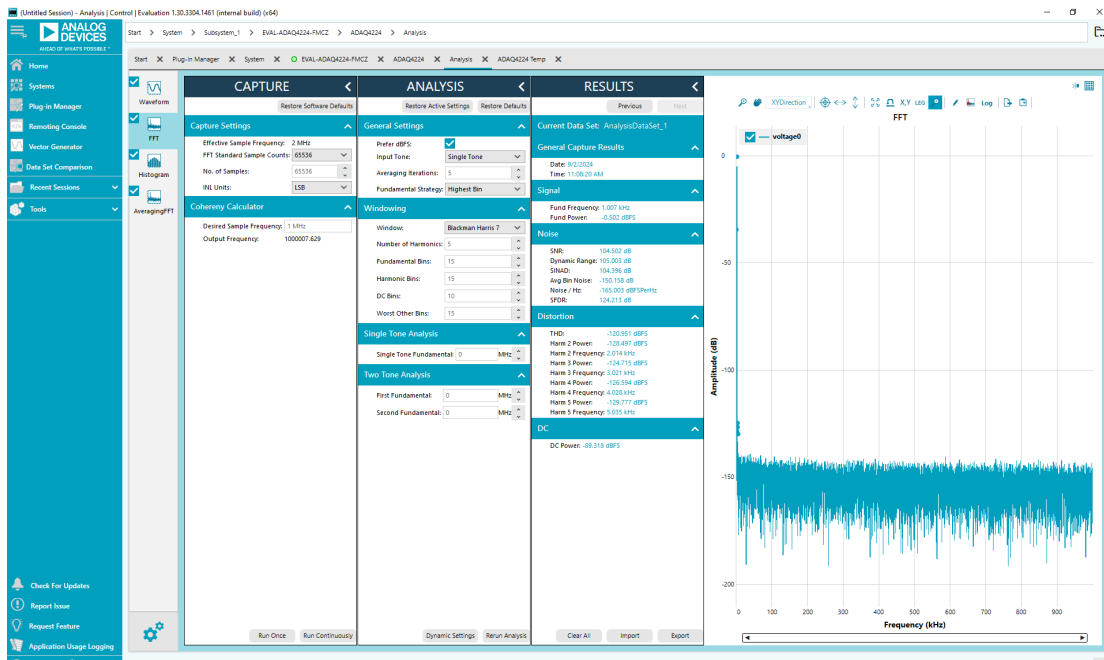 (Untitled Session) - Analysis | Control | Evaluation 1.30.3304.1461 (internal build) (x64)
ANALOG
DEVICES
AHEAD OF WHAT'S POSSIBLE™
Start > System > Subsystem_1 > EVAL-ADAQ4224-FMCZ > ADAQ4224 > Analysis
Start X Plug-in Manager X System X EVAL-ADAQ4224-FMCZ X ADAQ4224 X Analysis X ADAQ4224 Temp X
Home
Systems
Plug-in Manager
Remoting Console
Vector Generator
Data Set Comparison
Recent Sessions
Tools
Check For Updates
Report Issue
Request Feature
Application Usage Logging
Waveform
FFT
Histogram
AveragingFFT
CAPTURE
Restore Software Defaults
Capture Settings
Effective Sample Frequency: 2 MHz
FFT Standard Sample Counts: 65536
No. of Samples: 65536
INL Units: LSB
Cohereny Calculator
Desired Sample Frequency: 1 MHz
Output Frequency: 1000007.629
Run Once Run Continuously
ANALYSIS
Restore Active Settings Restore Defaults
General Settings
Prefer dBFS:
Input Tone: Single Tone
Averaging Iterations: 5
Fundamental Strategy: Highest Bin
Windowing
Window: Blackman Harris 7
Number of Harmonics: 5
Fundamental Bins: 15
Harmonic Bins: 15
DC Bins: 10
Worst Other Bins: 15
Single Tone Analysis
Single Tone Fundamental: 0 MHz
Two Tone Analysis
First Fundamental: 0 MHz
Second Fundamental: 0 MHz
Dynamic Settings Rerun Analysis
RESULTS
Previous Next
Current Data Set: AnalysisDataSet_1
General Capture Results
Date: 9/2/2024
Time: 11:08:20 AM
Signal
Fund Frequency: 1.007 kHz
Fund Power: -0.502 dBFS
Noise
SNR: 104.502 dB
Dynamic Range: 105.003 dB
SINAD: 104.396 dB
Avg Bin Noise: -150.158 dB
Noise / Hz: -165.003 dBFSPerHz
SFDR: 124.213 dB
Distortion
THD: -120.951 dBFS
Harm 2 Power: -128.497 dBFS
Harm 2 Frequency: 2.014 kHz
Harm 3 Power: -124.715 dBFS
Harm 3 Frequency: 3.021 kHz
Harm 4 Power: -126.594 dBFS
Harm 4 Frequency: 4.028 kHz
Harm 5 Power: -129.777 dBFS
Harm 5 Frequency: 5.035 kHz
DC
DC Power: -89.318 dBFS
Clear All Import Export
XYDirection X,Y LEG Log
FFT
voltage0
0
-50
-100
-150
-200
Amplitude (dB)
0 100 200 300 400 500 600 700 800 900
Frequency (kHz)